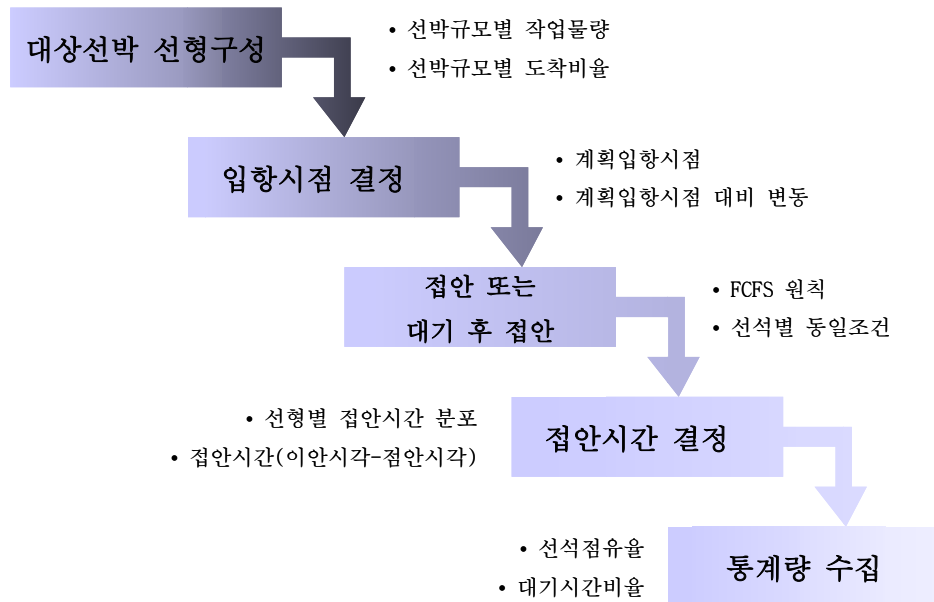 대상선박 선형구성
• 선박규모별 작업물량
• 선박규모별 도착비율
입항시점 결정
• 계획입항시점
• 계획입항시점 대비 변동
접안 또는
대기 후 접안
• FCFS 원칙
• 선석별 동일조건
• 선형별 접안시간 분포
• 접안시간(이안시각-점안시각)
접안시간 결정
• 선석점유율
• 대기시간비율
통계량 수집